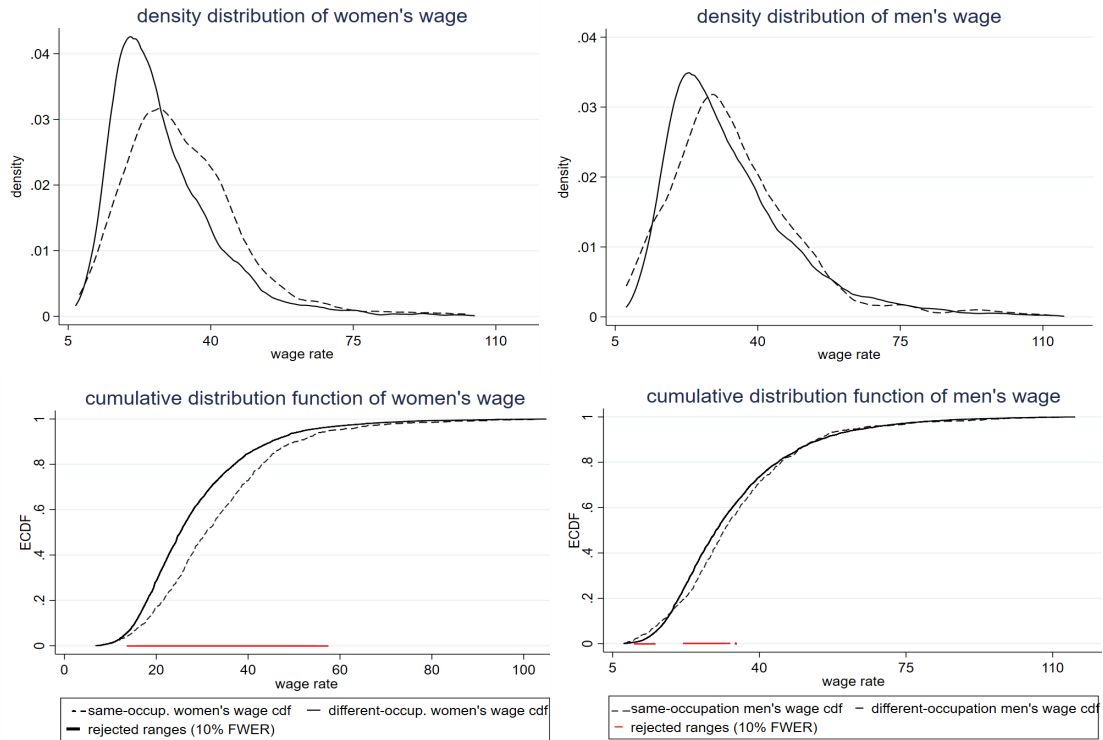 density distribution of women's wage
density
.04
.03
.02
.01
0
5 40 75 110
wage rate
density distribution of men's wage
density
.04
.03
.02
.01
0
5 40 75 110
wage rate
cumulative distribution function of women's wage
ECDF
1
.8
.6
.4
.2
0
0 20 40 60 80 100
wage rate
same-occup. women's wage cdf different-occup. women's wage cdf
rejected ranges (10% FWER)
cumulative distribution function of men's wage
ECDF
1
.8
.6
.4
.2
0
5 40 75 110
wage rate
same-occupation men's wage cdf different-occupation men's wage cdf
rejected ranges (10% FWER)